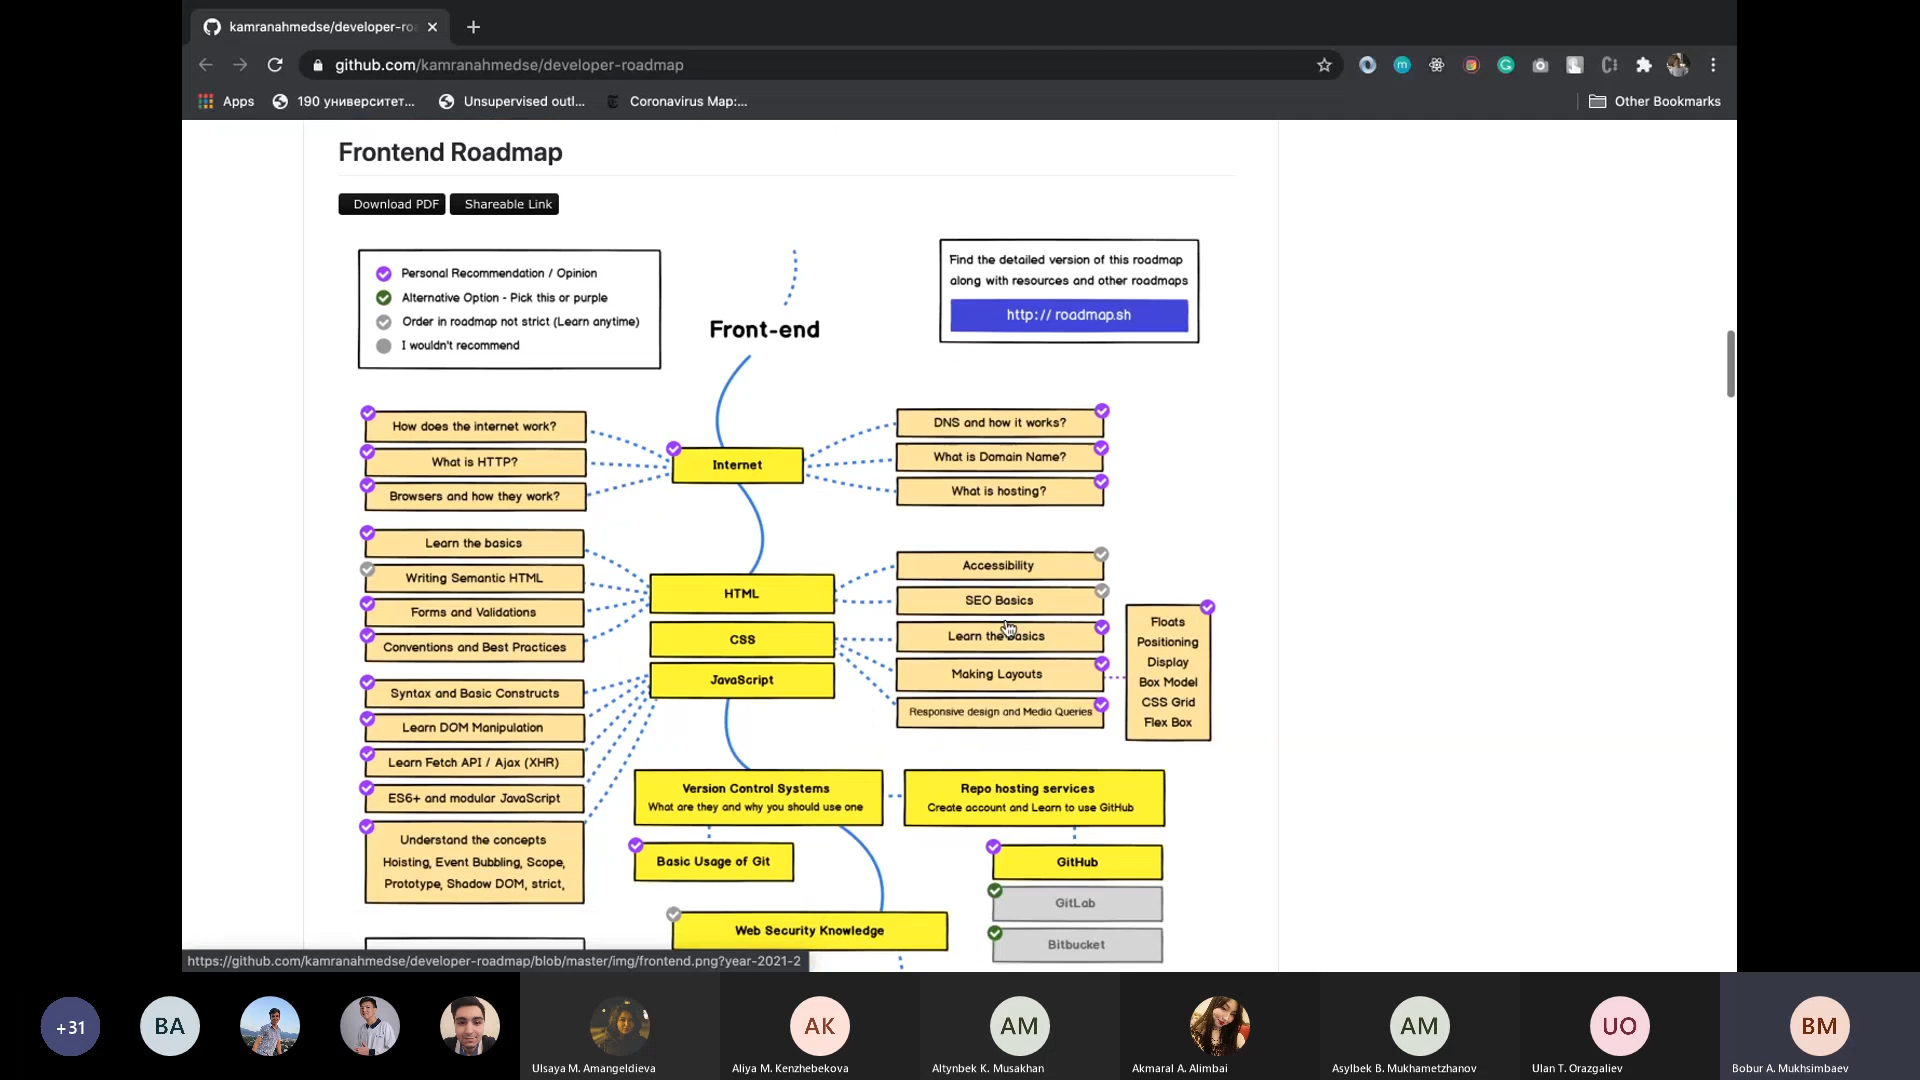 kamranahmedse/developer-roa
github.com/kamranahmedse/developer-roadmap
Apps
190 университет...
Unsupervised outl...
Coronavirus Map:...
Other Bookmarks
Frontend Roadmap
Download PDF
Shareable Link
Personal Recommendation / Opinion
Alternative Option - Pick this or purple
Order in roadmap not strict (Learn anytime)
I wouldn't recommend
Front-end
Find the detailed version of this roadmap
along with resources and other roadmaps
http:// roadmap.sh
How does the internet work?
What is HTTP?
Browsers and how they work?
Internet
DNS and how it works?
What is Domain Name?
What is hosting?
Learn the basics
Writing Semantic HTML
Forms and Validations
Conventions and Best Practices
HTML
CSS
JavaScript
Accessibility
SEO Basics
Learn the Basics
Making Layouts
Responsive design and Media Queries
Floats
Positioning
Display
Box Model
CSS Grid
Flex Box
Syntax and Basic Constructs
Learn DOM Manipulation
Learn Fetch API / Ajax (XHR)
ES6+ and modular JavaScript
Understand the concepts
Hoisting, Event Bubbling, Scope,
Prototype, Shadow DOM, strict,
Version Control Systems
What are they and why you should use one
Repo hosting services
Create account and Learn to use GitHub
Basic Usage of Git
GitHub
GitLab
Bitbucket
Web Security Knowledge
https://github.com/kamranahmedse/developer-roadmap/blob/master/img/frontend.png?year-2021-2
+31
BA
Ulsaya M. Amangeldieva
AK
Aliya M. Kenzhebekova
AM
Altynbek K. Musakhan
Akmaral A. Alimbai
AM
Asylbek B. Mukhametzhanov
UO
Ulan T. Orazgaliev
BM
Bobur A. Mukhsimbaev